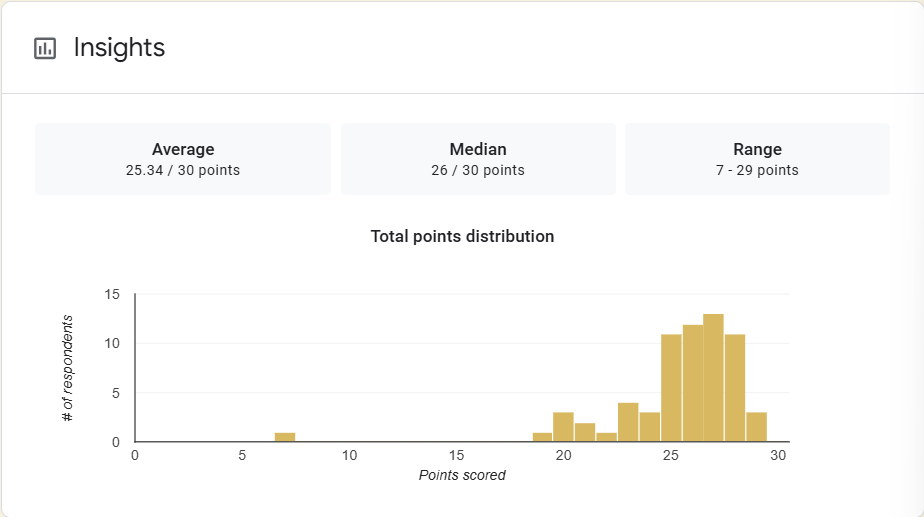 Insights
Average
25.34 / 30 points
Median
26 / 30 points
Range
7 - 29 points
Total points distribution
# of respondents
15
10
5
0
0 5 10 15 20 25 30
Points scored